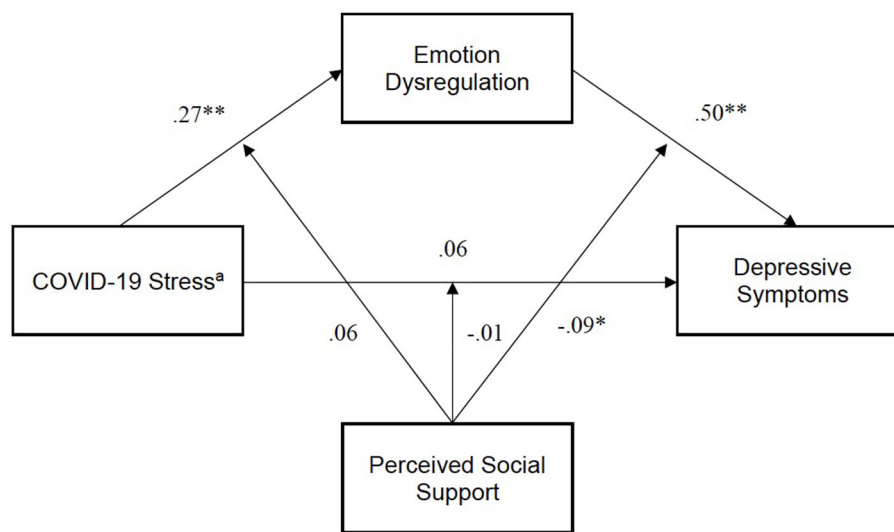 Emotion
Dysregulation
.27**
.50**
COVID-19 Stressᵃ
.06
Depressive
Symptoms
.06
-.01
-.09*
Perceived Social
Support